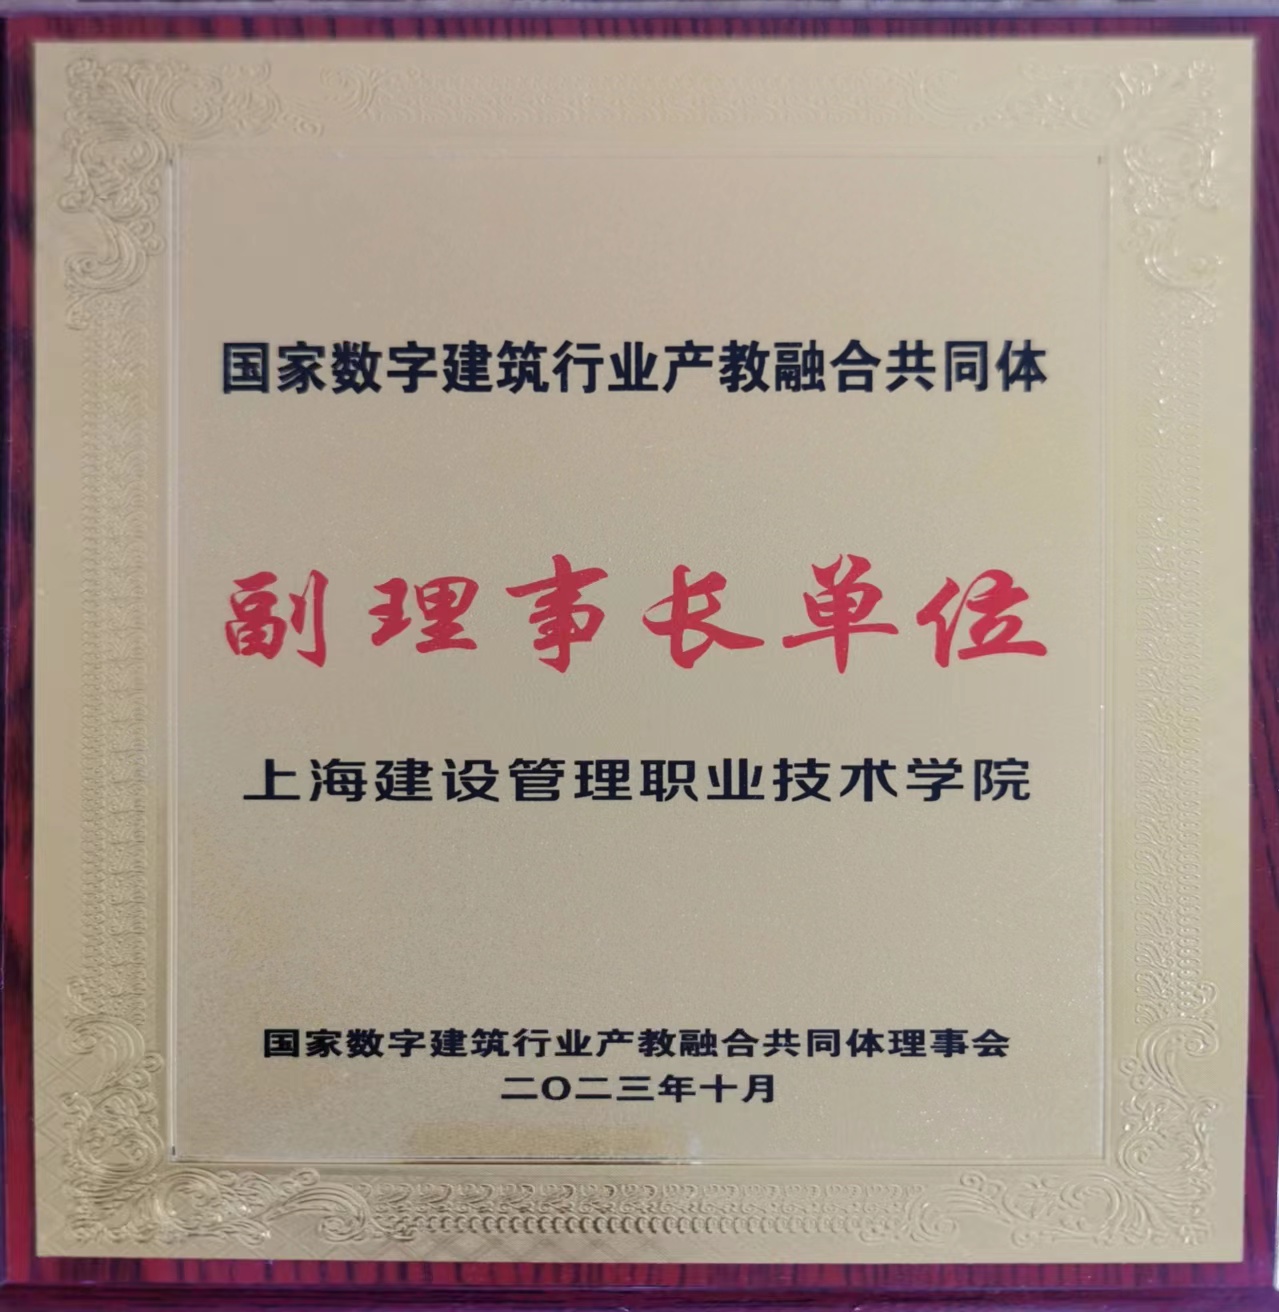 国家数字建筑行业产教融合共同体
副理事长单位
上海建设管理职业技术学院
国家数字建筑行业产教融合共同体理事会
二〇二三年十月